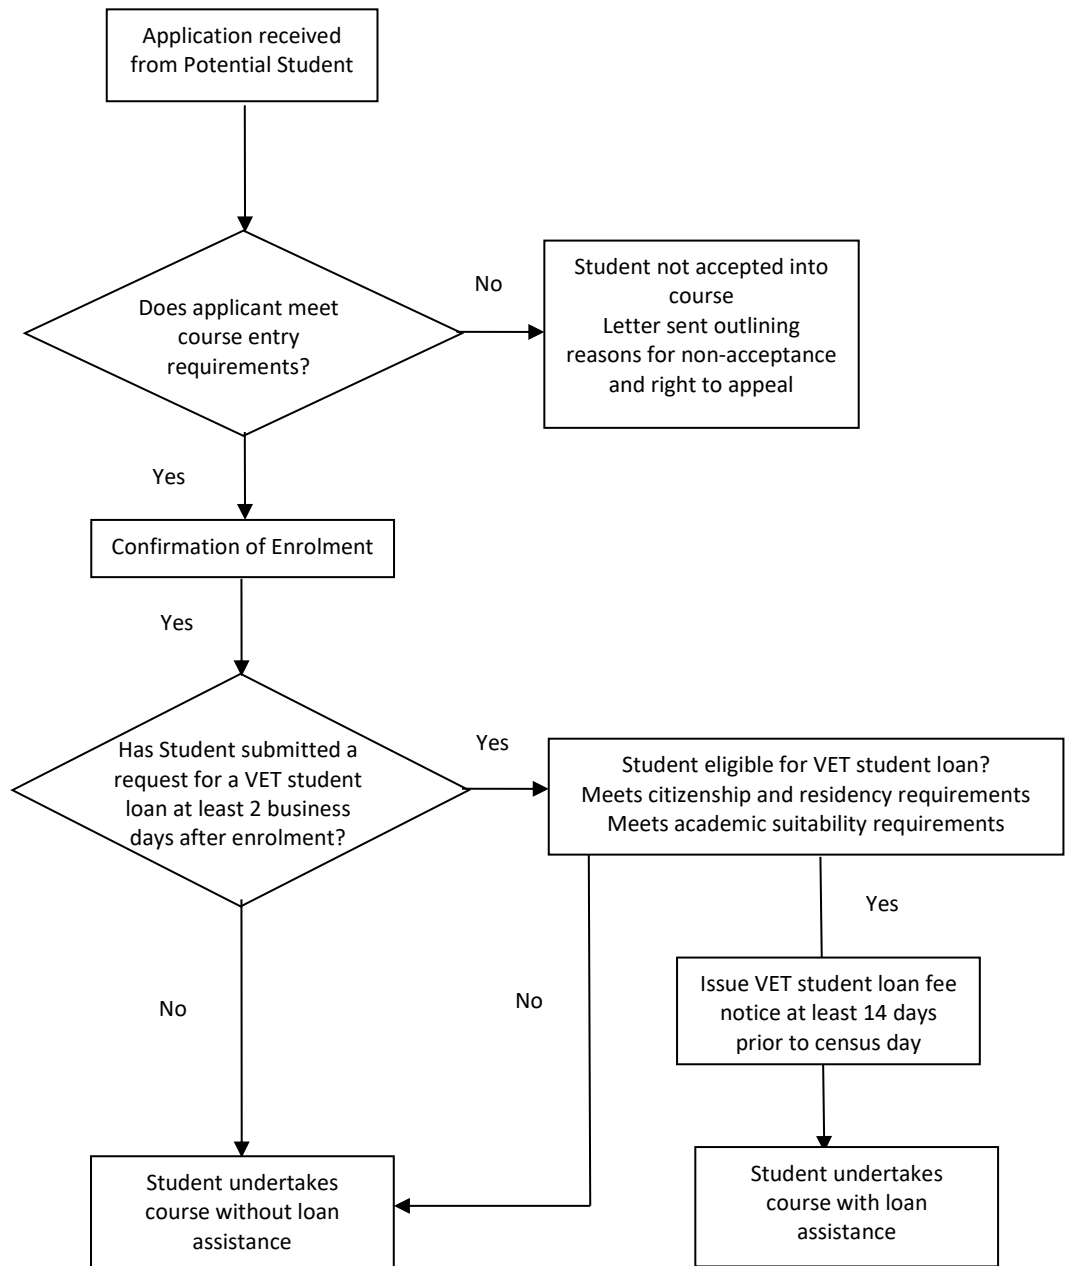 Application received
from Potential Student
Does applicant meet
course entry
requirements?
No
Student not accepted into
course
Letter sent outlining
reasons for non-acceptance
and right to appeal
Yes
Confirmation of Enrolment
Yes
Has Student submitted a
request for a VET student
loan at least 2 business
days after enrolment?
Yes
Student eligible for VET student loan?
Meets citizenship and residency requirements
Meets academic suitability requirements
Yes
No
No
Issue VET student loan fee
notice at least 14 days
prior to census day
Student undertakes
course without loan
assistance
Student undertakes
course with loan
assistance